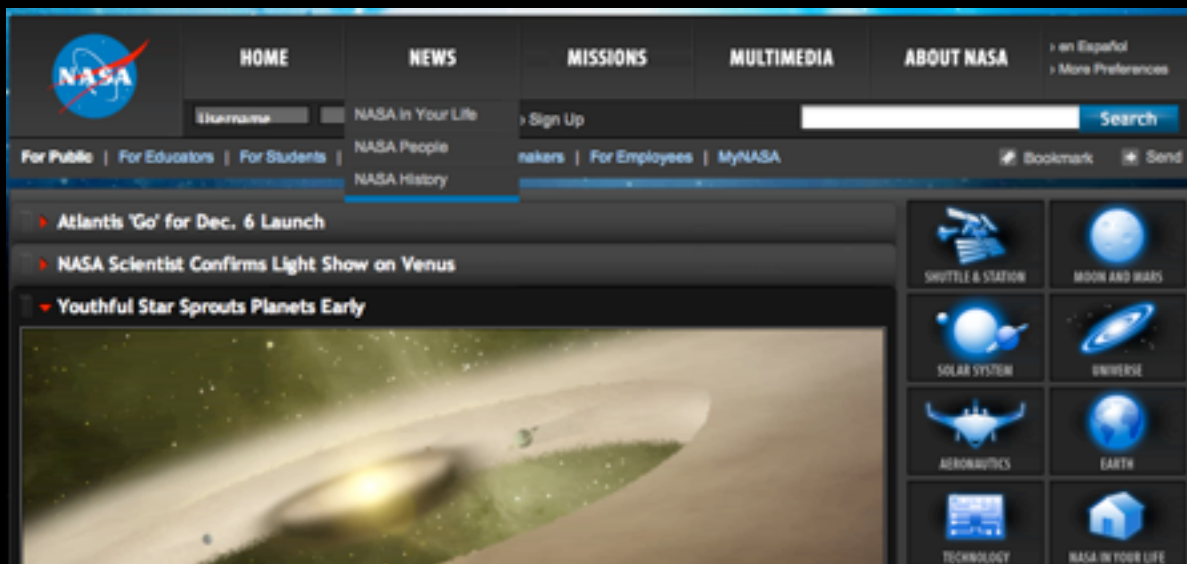 NASA
HOME NEWS MISSIONS MULTIMEDIA ABOUT NASA
› en Español
› More Preferences
Username › Sign Up Search
NASA in Your Life
NASA People
NASA History
For Public | For Educators | For Students | nakers | For Employees | MyNASA Bookmark Send
Atlantis 'Go' for Dec. 6 Launch
NASA Scientist Confirms Light Show on Venus
Youthful Star Sprouts Planets Early
SHUTTLE & STATION MOON AND MARS
SOLAR SYSTEM UNIVERSE
AERONAUTICS EARTH
TECHNOLOGY NASA IN YOUR LIFE